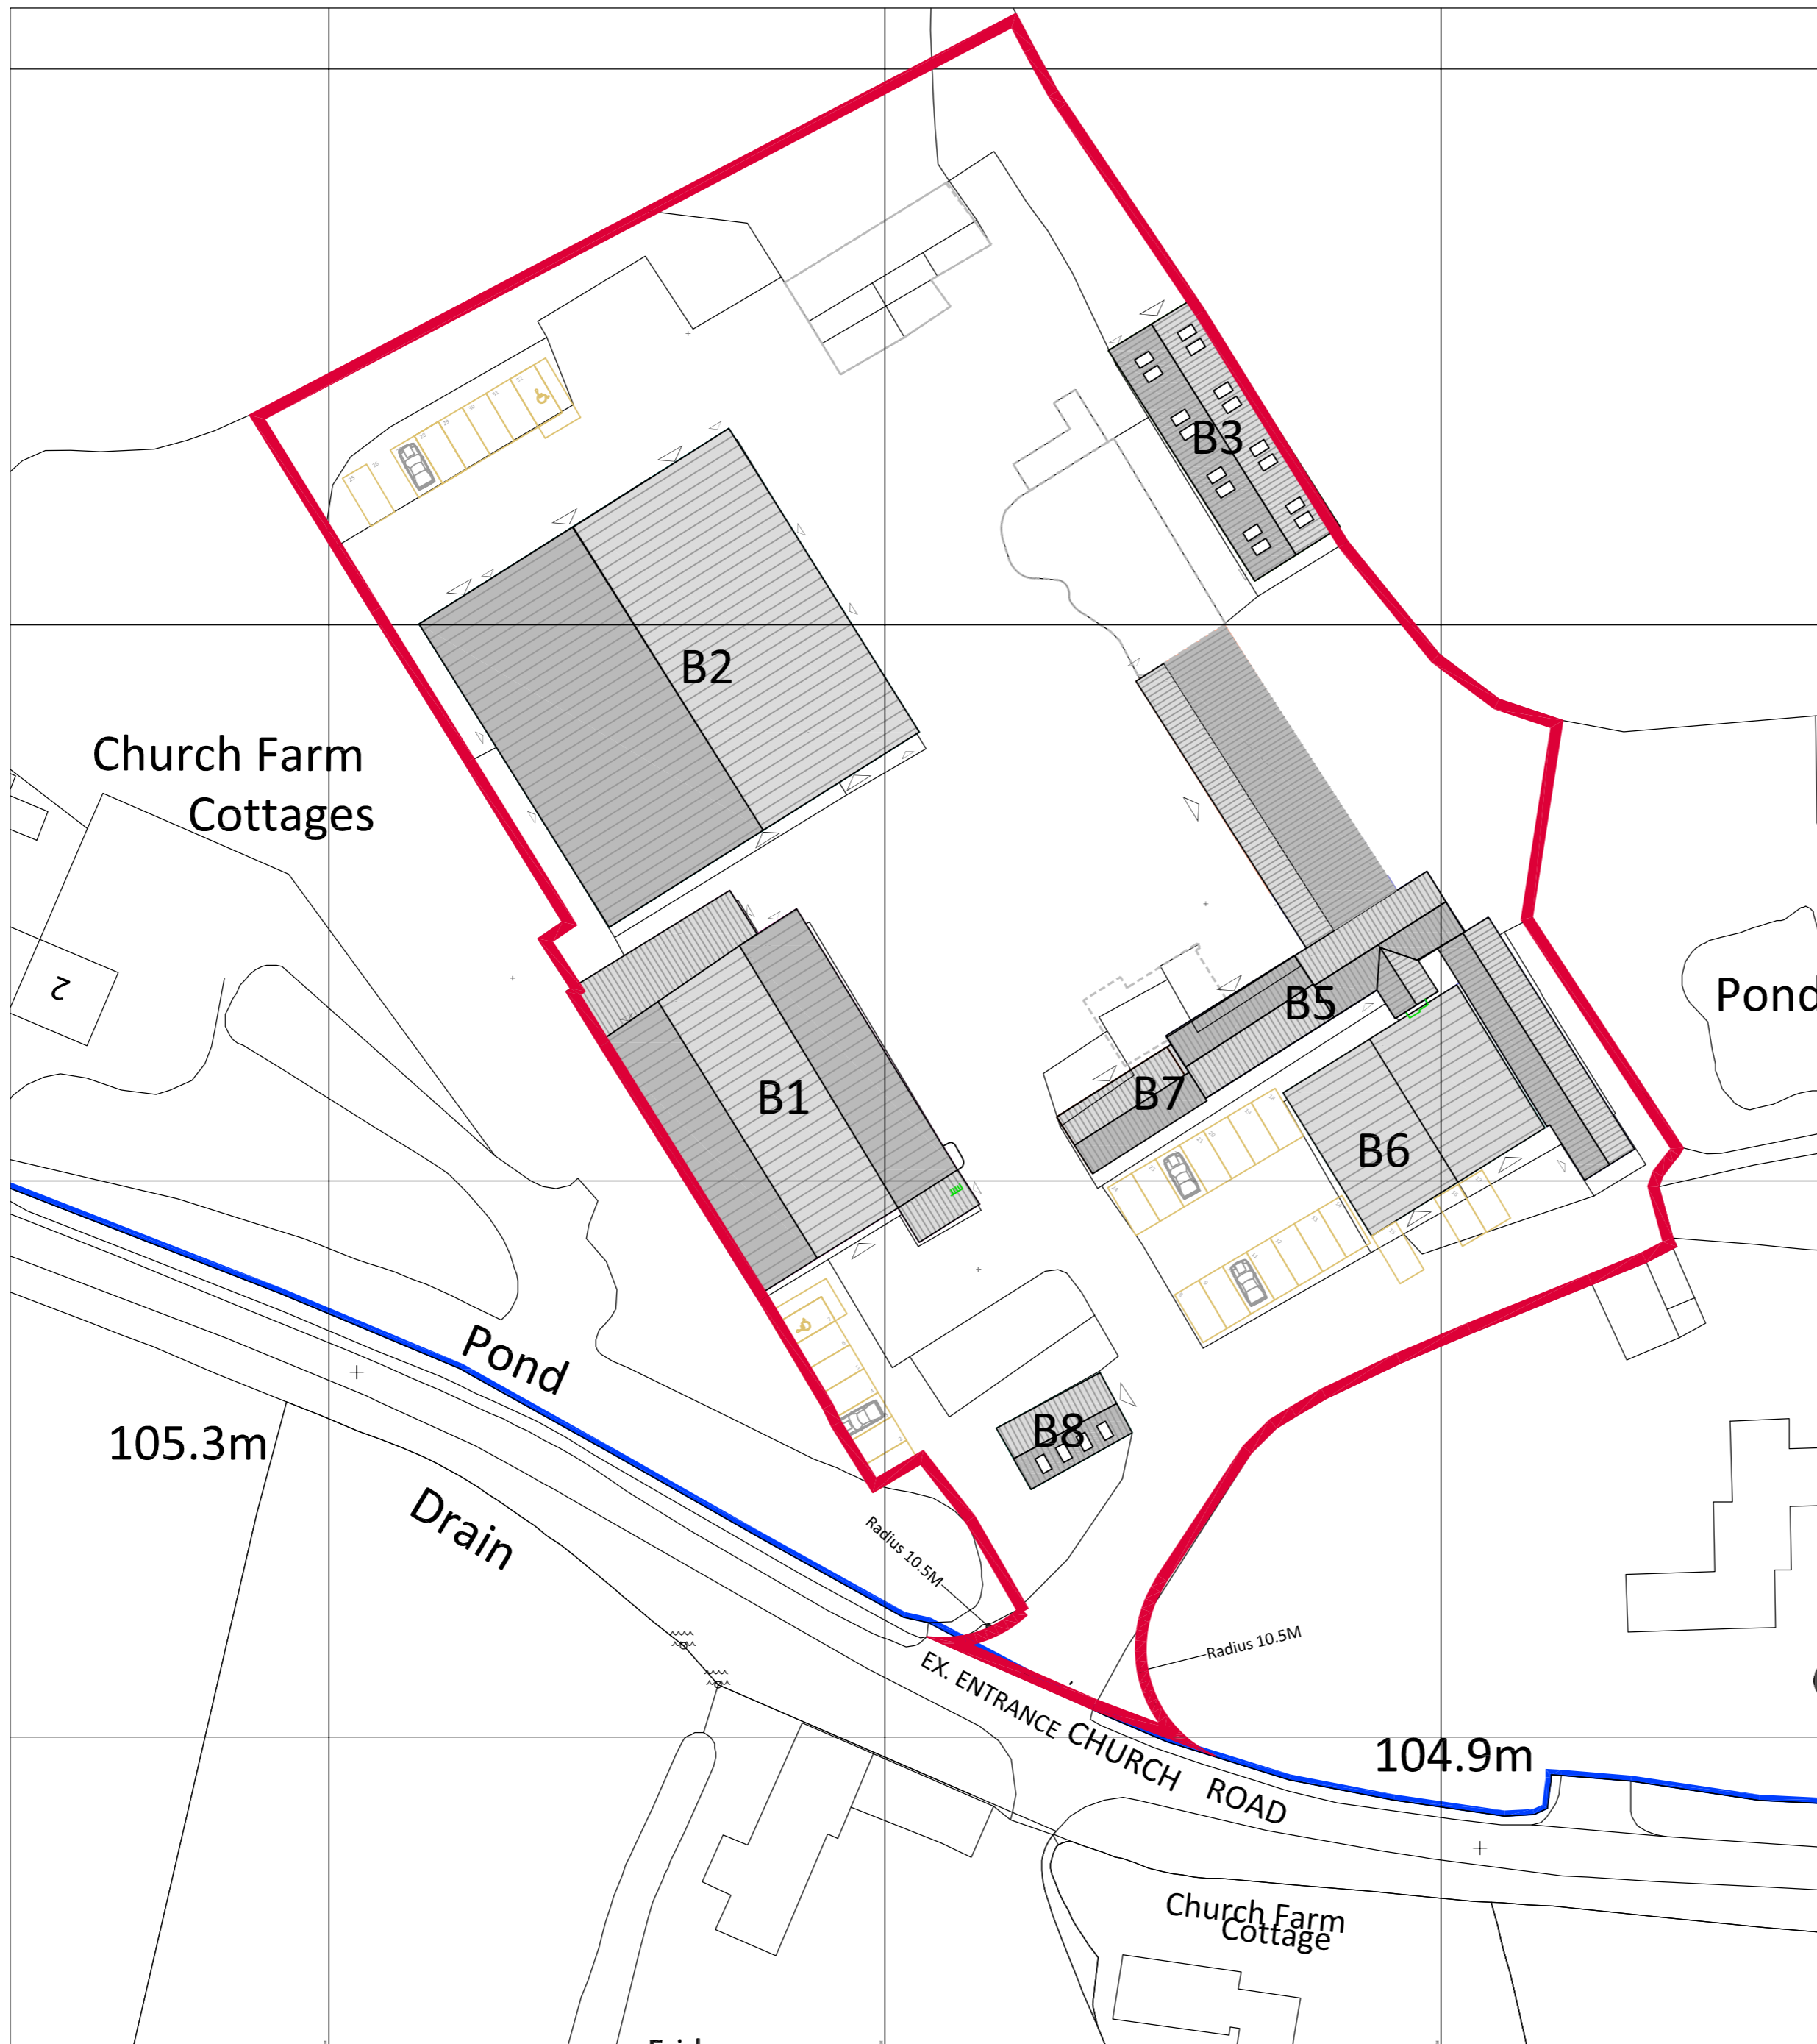 B3
B2
Church Farm
Cottages
2
Pond
B5
B7
B1
B6
Pond
B8
105.3m
Drain
Radius 10.5M
Radius 10.5M
EX. ENTRANCE
CHURCH ROAD
104.9m
Church Farm
Cottage